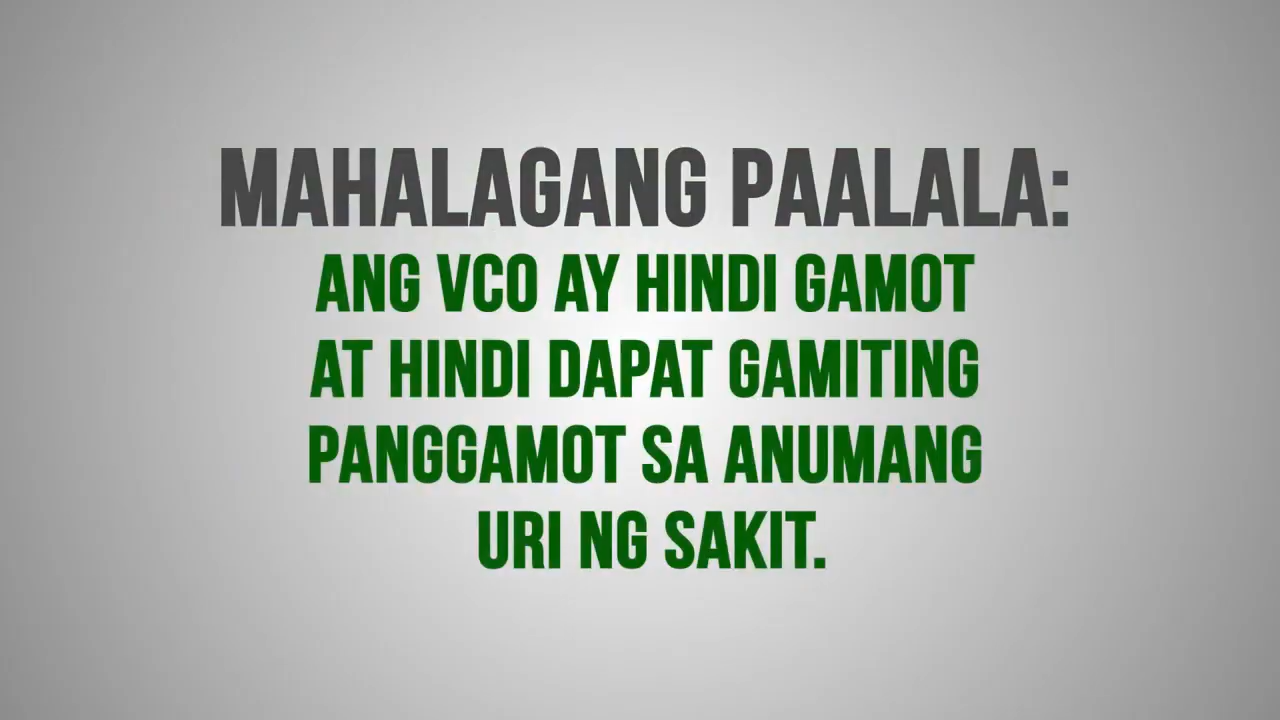 MAHALAGANG PAALALA:
ANG VCO AY HINDI GAMOT
AT HINDI DAPAT GAMITING
PANGGAMOT SA ANUMANG
URI NG SAKIT.